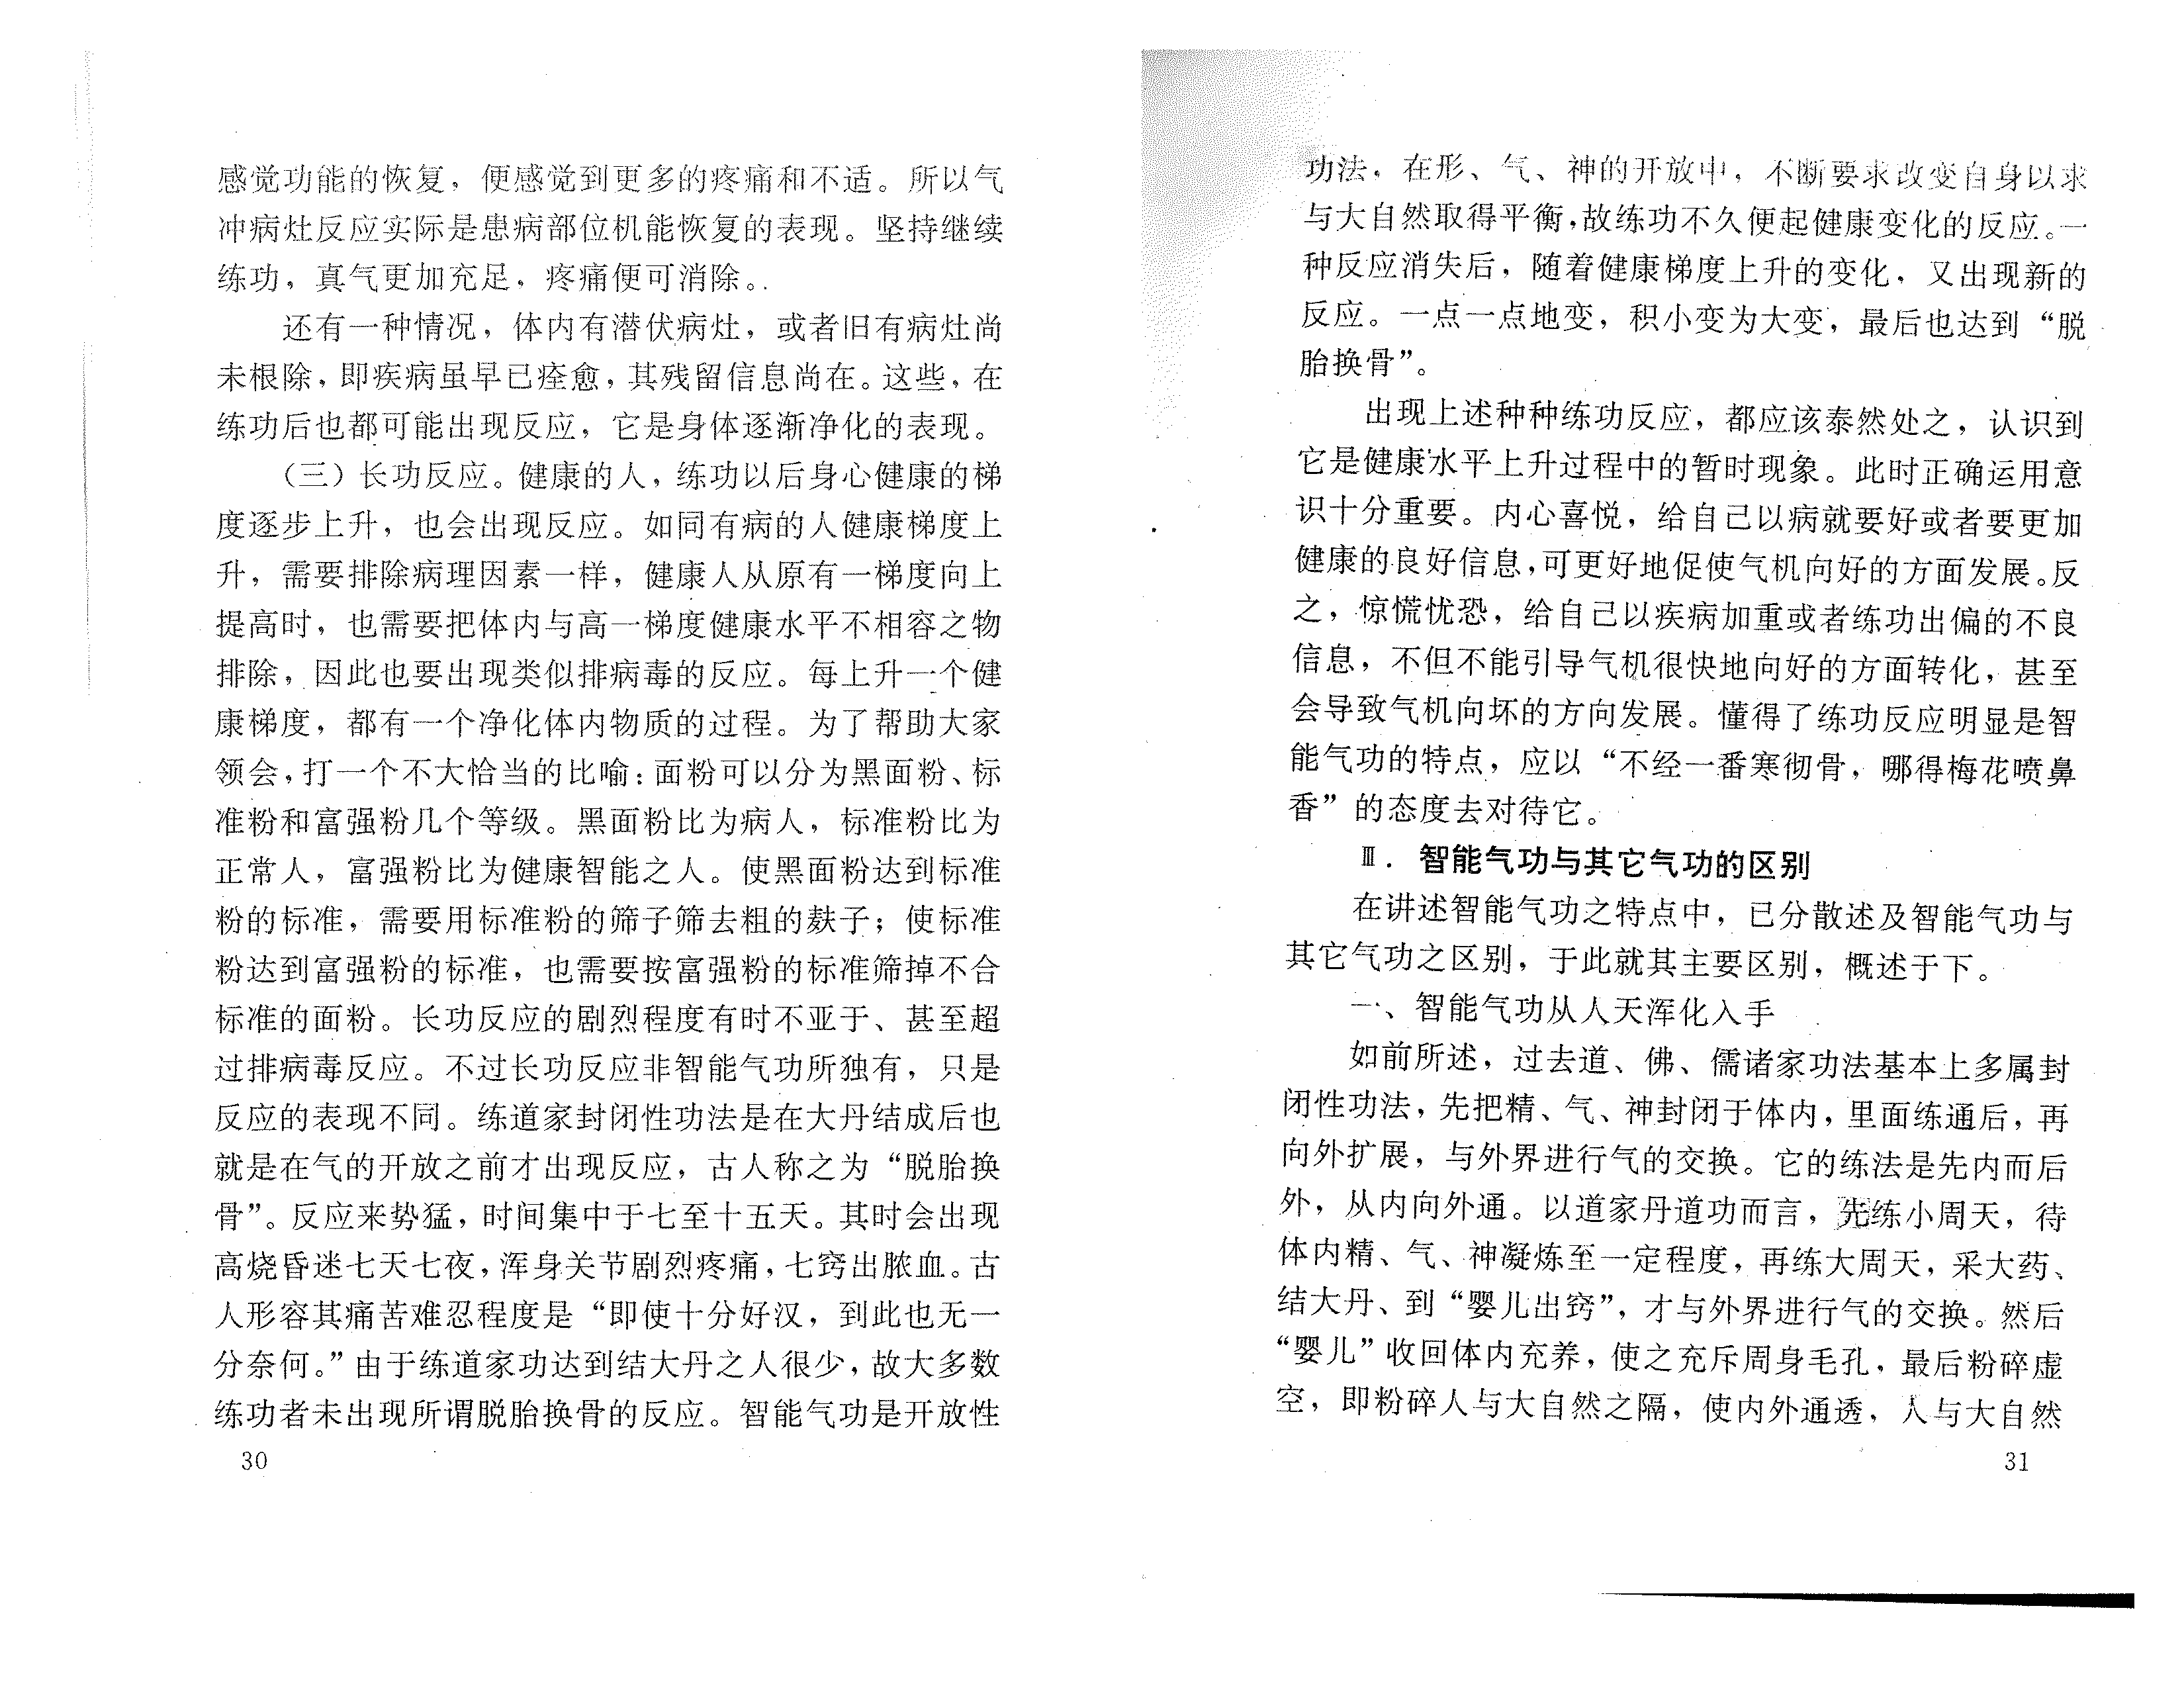 感觉功能的恢复，便感觉到更多的疼痛和不适。所以气
冲病灶反应实际是患病部位机能恢复的表现。坚持继续
练功，真气更加充足，疼痛便可消除。
还有一种情况，体内有潜伏病灶，或者旧有病灶尚
未根除，即疾病虽早已痊愈，其残留信息尚在。这些，在
练功后也都可能出现反应，它是身体逐渐净化的表现。
（三）长功反应。健康的人，练功以后身心健康的梯
度逐步上升，也会出现反应。如同有病的人健康梯度上
升，需要排除病理因素一样，健康人从原有一梯度向上
提高时，也需要把体内与高一梯度健康水平不相容之物
排除，因此也要出现类似排病毒的反应。每上升一个健
康梯度，都有一个净化体内物质的过程。为了帮助大家
领会，打一个不大恰当的比喻：面粉可以分为黑面粉、标
准粉和富强粉几个等级。黑面粉比为病人，标准粉比为
正常人，富强粉比为健康智能之人。使黑面粉达到标准
粉的标准，需要用标准粉的筛子筛去粗的麸子；使标准
粉达到富强粉的标准，也需要按富强粉的标准筛掉不合
标准的面粉。长功反应的剧烈程度有时不亚于、甚至超
过排病毒反应。不过长功反应非智能气功所独有，只是
反应的表现不同。练道家封闭性功法是在大丹结成后也
就是在气的开放之前才出现反应，古人称之为“脱胎换
骨”。反应来势猛，时间集中于七至十五天。其时会出现
高烧昏迷七天七夜，浑身关节剧烈疼痛，七窍出脓血。古
人形容其痛苦难忍程度是“即使十分好汉，到此也无一
分奈何。”由于练道家功达到结大丹之人很少，故大多数
练功者未出现所谓脱胎换骨的反应。智能气功是开放性
30
功法，在形、气、神的开放中，不断要求改变自身以求
与大自然取得平衡，故练功不久便起健康变化的反应。一
种反应消失后，随着健康梯度上升的变化，又出现新的
反应。一点一点地变，积小变为大变，最后也达到“脱
胎换骨”。
出现上述种种练功反应，都应该泰然处之，认识到
它是健康水平上升过程中的暂时现象。此时正确运用意
识十分重要。内心喜悦，给自己以病就要好或者要更加
健康的良好信息，可更好地促使气机向好的方面发展。反
之，惊慌忧恐，给自己以疾病加重或者练功出偏的不良
信息，不但不能引导气机很快地向好的方面转化，甚至
会导致气机向坏的方向发展。懂得了练功反应明显是智
能气功的特点，应以“不经一番寒彻骨，哪得梅花喷鼻
香”的态度去对待它。
Ⅲ．智能气功与其它气功的区别
在讲述智能气功之特点中，已分散述及智能气功与
其它气功之区别，于此就其主要区别，概述于下。
一、智能气功从人天浑化入手
如前所述，过去道、佛、儒诸家功法基本上多属封
闭性功法，先把精、气、神封闭于体内，里面练通后，再
向外扩展，与外界进行气的交换。它的练法是先内而后
外，从内向外通。以道家丹道功而言，先练小周天，待
体内精、气、神凝炼至一定程度，再练大周天，采大药、
结大丹、到“婴儿出窍”，才与外界进行气的交换。然后
“婴儿”收回体内充养，使之充斥周身毛孔，最后粉碎虚
空，即粉碎人与大自然之隔，使内外通透，人与大自然
31